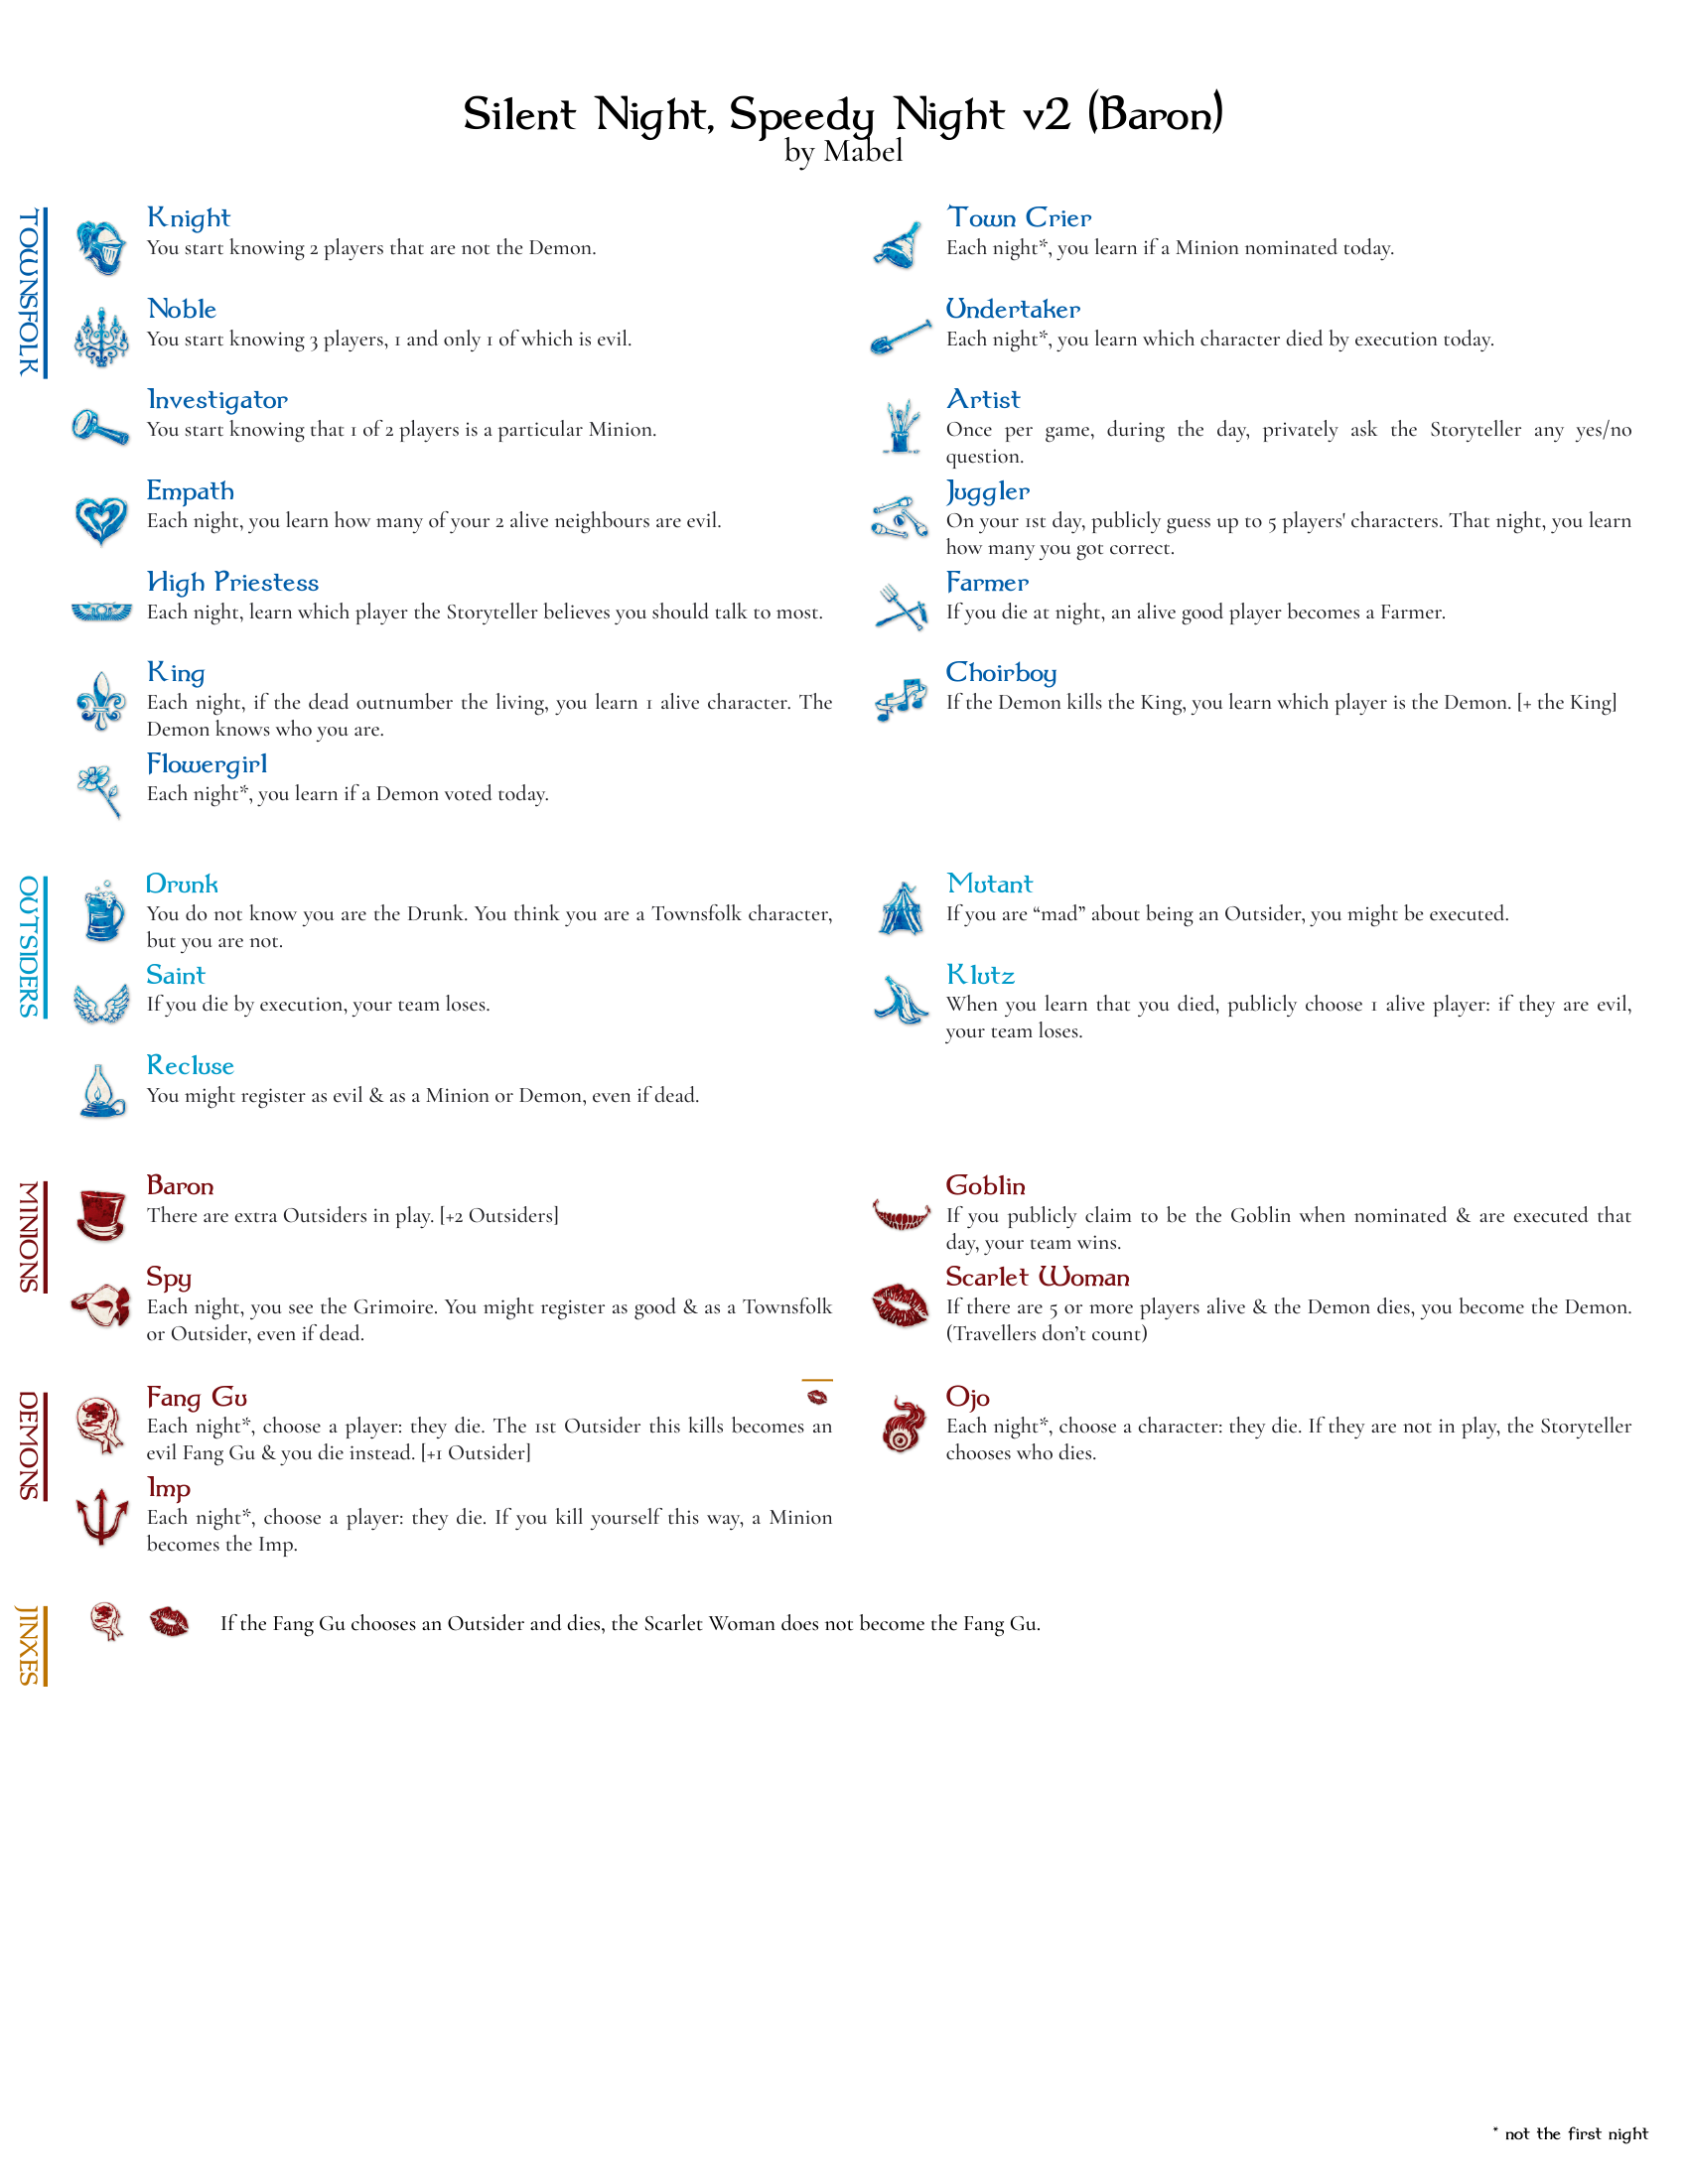 Silent Night, Speedy Night v2 (Baron)
by Mabel
TOWNSFOLK
Knight
You start knowing 2 players that are not the Demon.
Noble
You start knowing 3 players, 1 and only 1 of which is evil.
Investigator
You start knowing that 1 of 2 players is a particular Minion.
Empath
Each night, you learn how many of your 2 alive neighbours are evil.
High Priestess
Each night, learn which player the Storyteller believes you should talk to most.
King
Each night, if the dead outnumber the living, you learn 1 alive character. The
Demon knows who you are.
Flowergirl
Each night*, you learn if a Demon voted today.
Town Crier
Each night*, you learn if a Minion nominated today.
Undertaker
Each night*, you learn which character died by execution today.
Artist
Once per game, during the day, privately ask the Storyteller any yes/no
question.
Juggler
On your 1st day, publicly guess up to 5 players' characters. That night, you learn
how many you got correct.
Farmer
If you die at night, an alive good player becomes a Farmer.
Choirboy
If the Demon kills the King, you learn which player is the Demon. [+ the King]
OUTSIDERS
Drunk
You do not know you are the Drunk. You think you are a Townsfolk character,
but you are not.
Saint
If you die by execution, your team loses.
Recluse
You might register as evil & as a Minion or Demon, even if dead.
Mutant
If you are “mad” about being an Outsider, you might be executed.
Klutz
When you learn that you died, publicly choose 1 alive player: if they are evil,
your team loses.
MINIONS
Baron
There are extra Outsiders in play. [+2 Outsiders]
Spy
Each night, you see the Grimoire. You might register as good & as a Townsfolk
or Outsider, even if dead.
Goblin
If you publicly claim to be the Goblin when nominated & are executed that
day, your team wins.
Scarlet Woman
If there are 5 or more players alive & the Demon dies, you become the Demon.
(Travellers don’t count)
DEMONS
Fang Gu
Each night*, choose a player: they die. The 1st Outsider this kills becomes an
evil Fang Gu & you die instead. [+1 Outsider]
Imp
Each night*, choose a player: they die. If you kill yourself this way, a Minion
becomes the Imp.
Ojo
Each night*, choose a character: they die. If they are not in play, the Storyteller
chooses who dies.
JINXES
If the Fang Gu chooses an Outsider and dies, the Scarlet Woman does not become the Fang Gu.
* not the first night